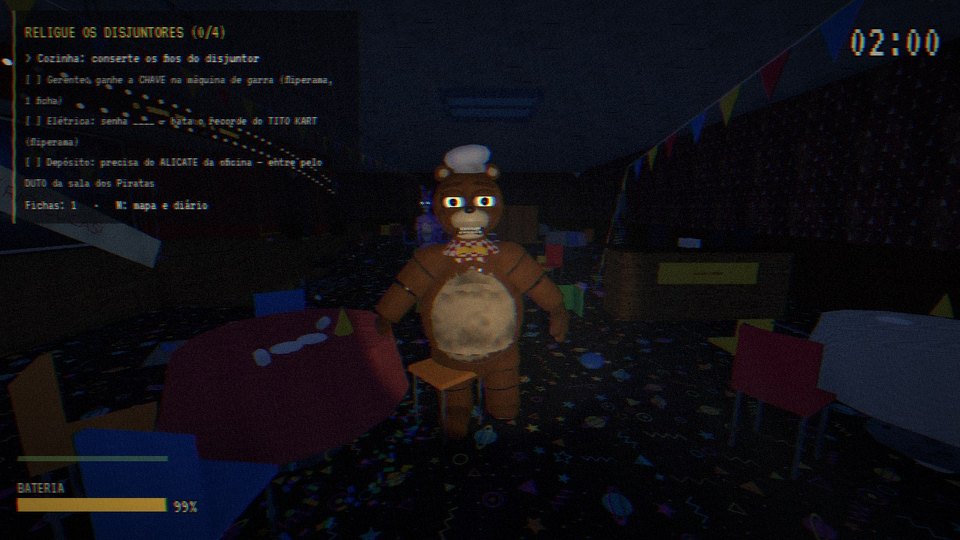 RELIGUE OS DISJUNTORES (0/4)
> Cozinha: conserte os fios do disjuntor
[ ] Gerente: ganhe a CHAVE na máquina de garra (fliperama,
1 ficha)
[ ] Elétrica: senha ____ — bata o recorde do TITO KART
(fliperama)
[ ] Depósito: precisa do ALICATE da oficina — entre pelo
DUTO da sala dos Piratas
Fichas: 1 · M: mapa e diário
02:00
BATERIA
99%